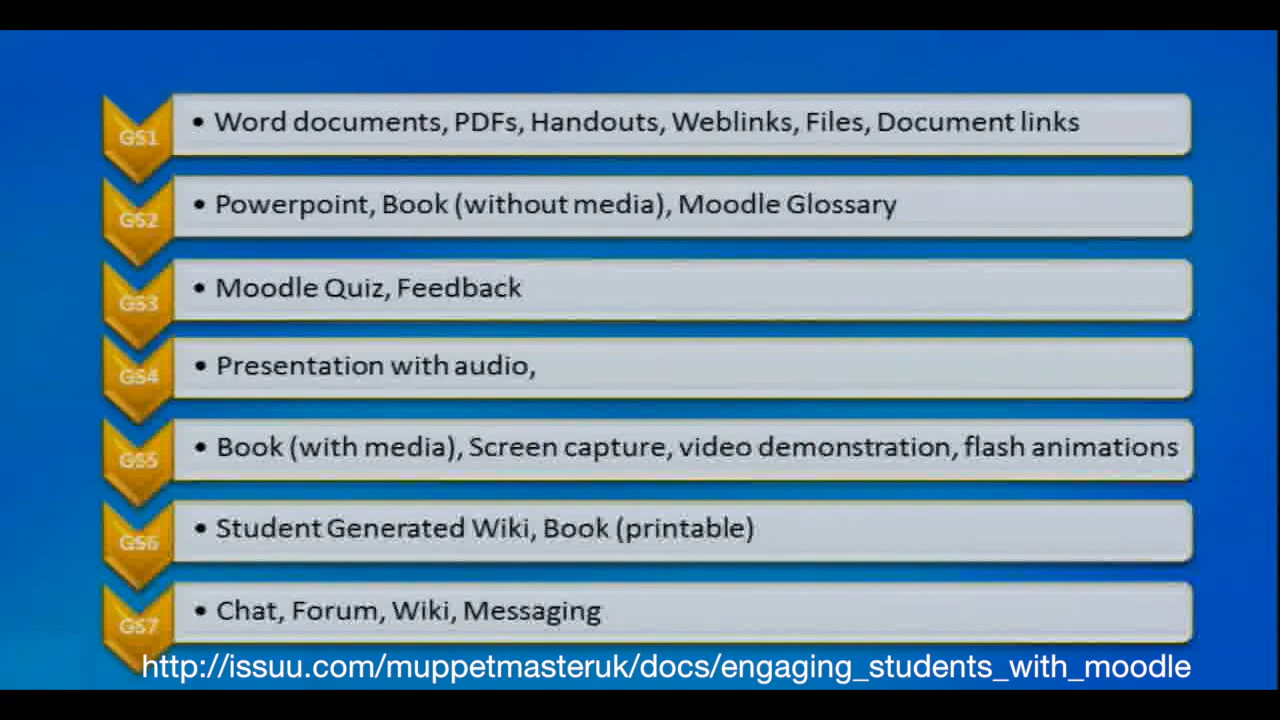 GS1
• Word documents, PDFs, Handouts, Weblinks, Files, Document links
GS2
• Powerpoint, Book (without media), Moodle Glossary
GS3
• Moodle Quiz, Feedback
GS4
• Presentation with audio,
GS5
• Book (with media), Screen capture, video demonstration, flash animations
GS6
• Student Generated Wiki, Book (printable)
GS7
• Chat, Forum, Wiki, Messaging
http://issuu.com/muppetmasteruk/docs/engaging_students_with_moodle